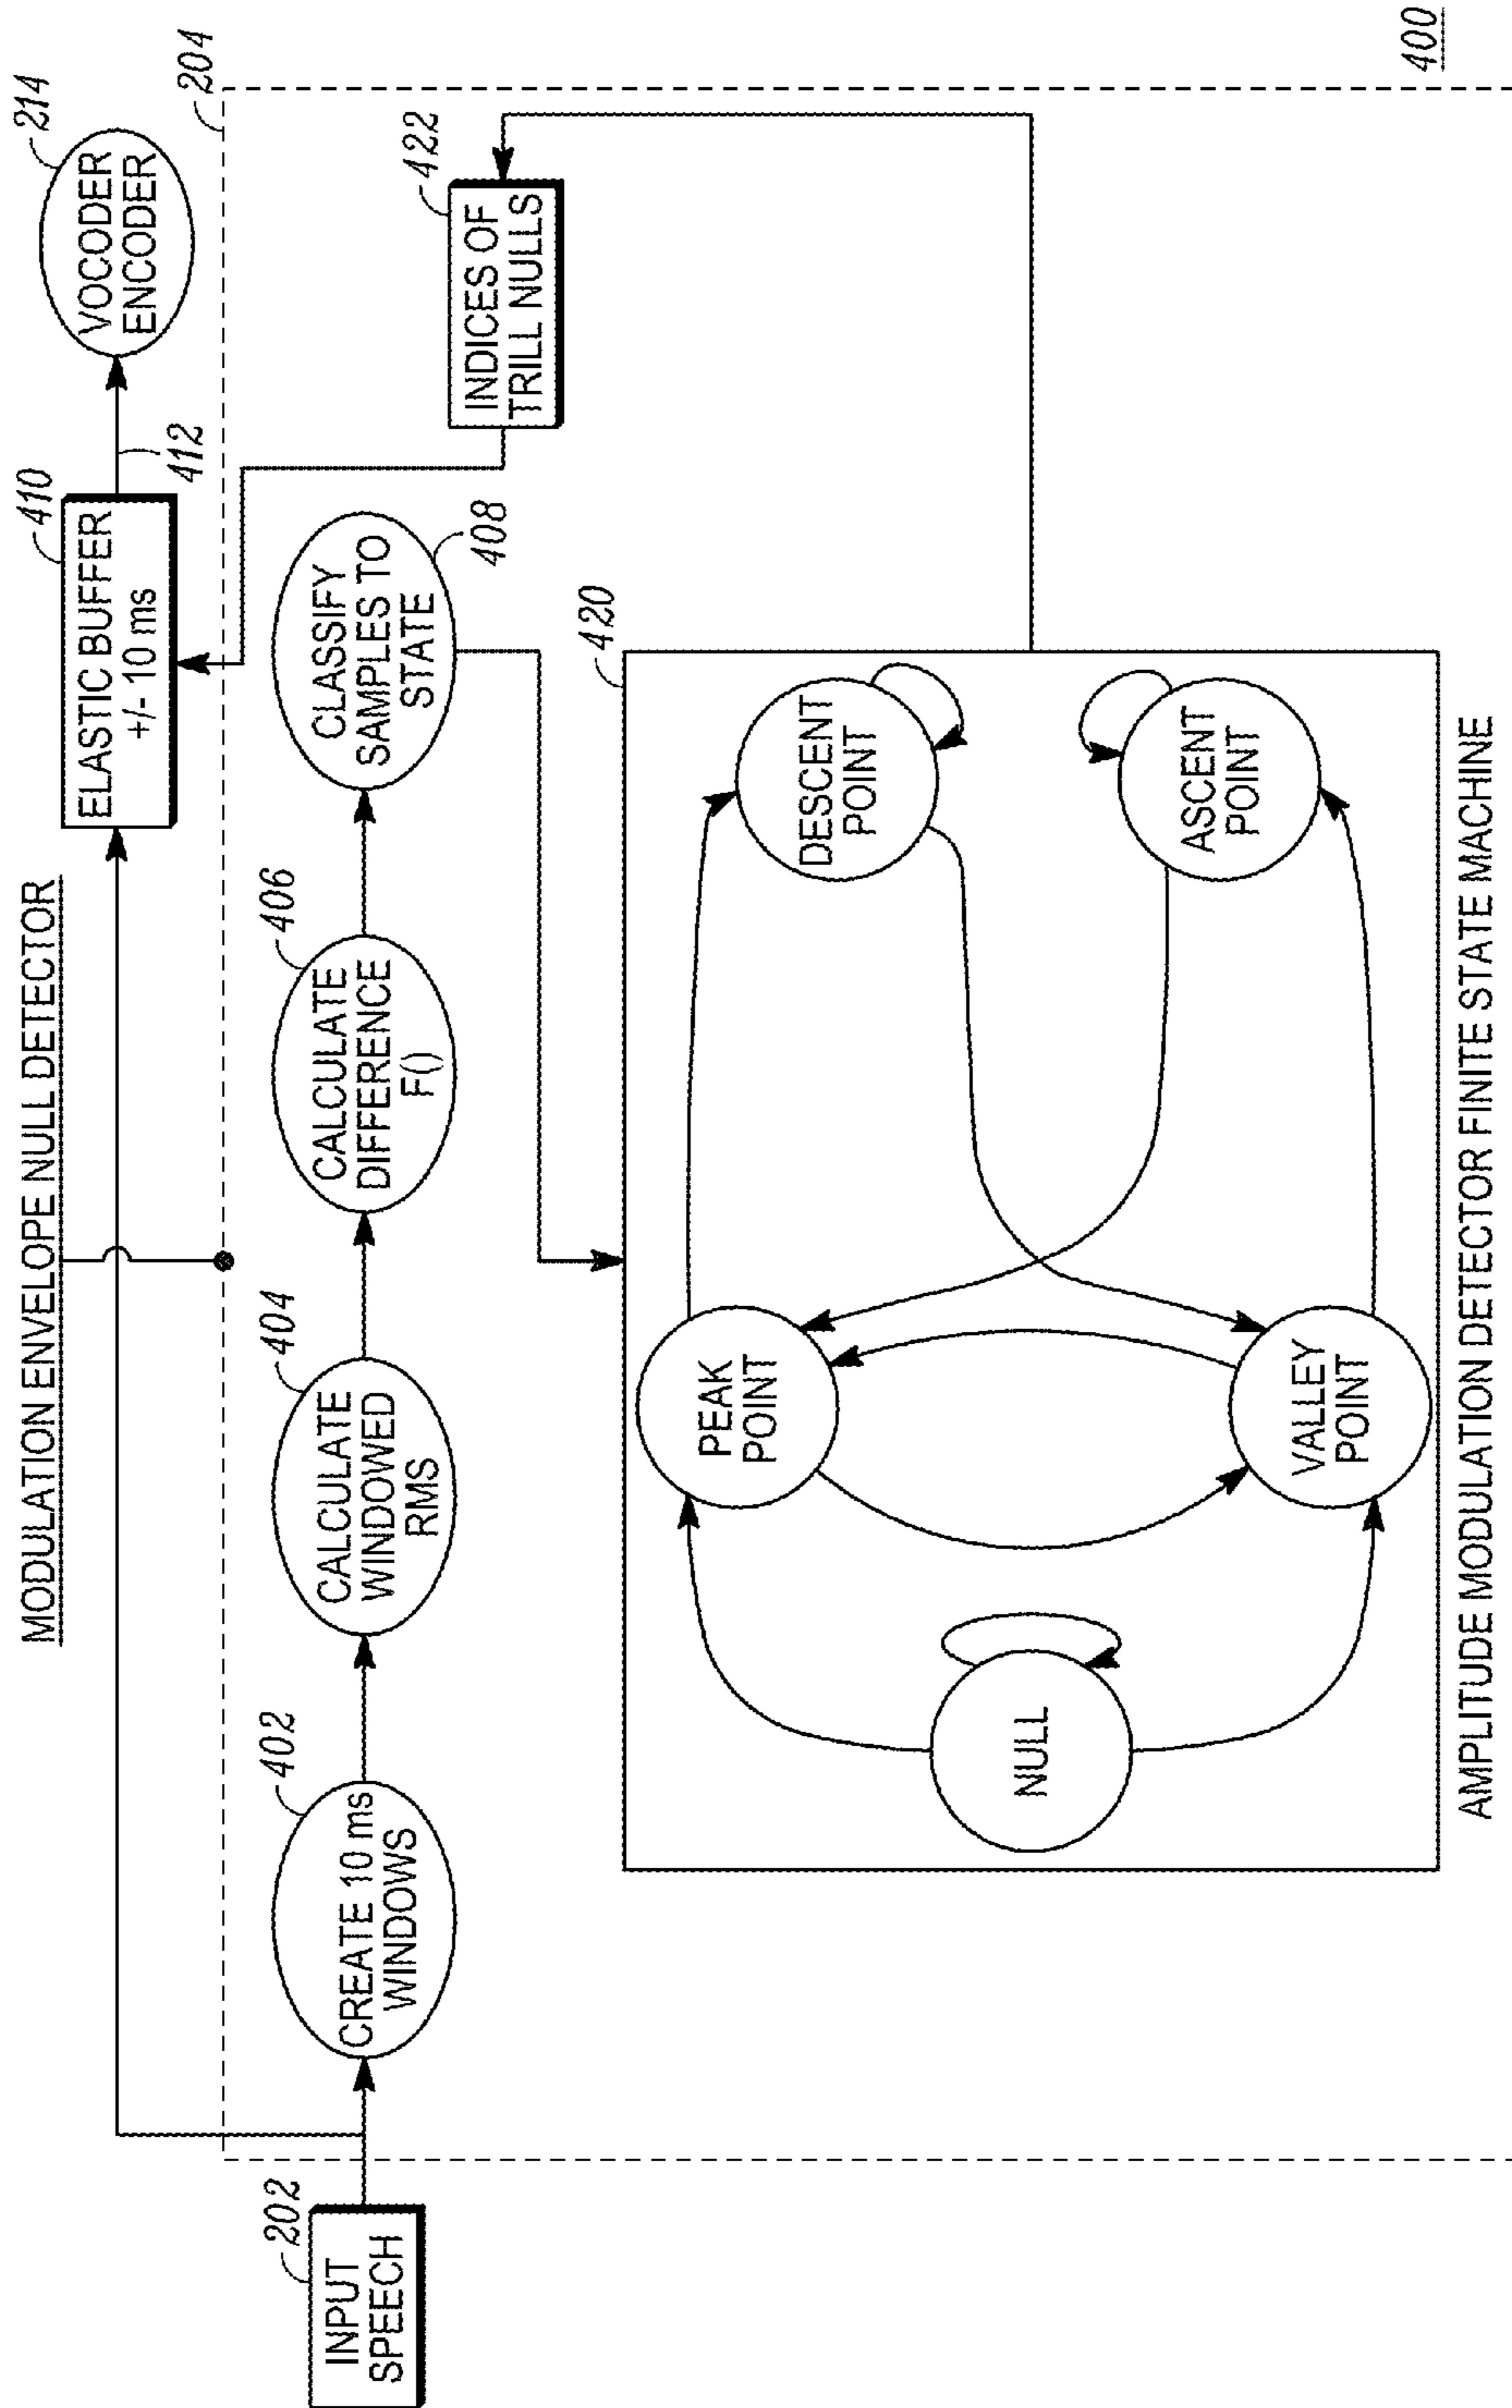 MODULATION ENVELOPE NULL DETECTOR
202
INPUT
SPEECH
402
CREATE 10 ms
WINDOWS
404
CALCULATE
WINDOWED
RMS
406
CALCULATE
DIFFERENCE
F()
CLASSIFY
SAMPLES TO
STATE
408
410
ELASTIC BUFFER
+/- 10 ms
412
214
VOCODER
ENCODER
204
422
INDICES OF
TRILL NULLS
420
NULL
PEAK
POINT
VALLEY
POINT
DESCENT
POINT
ASCENT
POINT
AMPLITUDE MODULATION DETECTOR FINITE STATE MACHINE
400